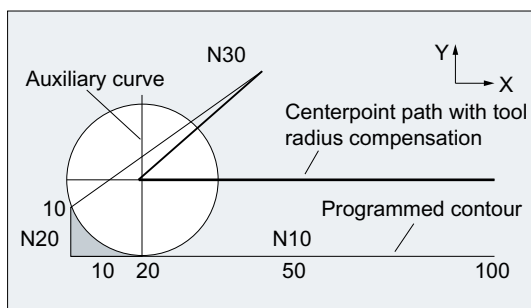 N30
Y
X
Auxiliary curve
Centerpoint path with tool
radius compensation
10
Programmed contour
N20
N10
10 20 50 100